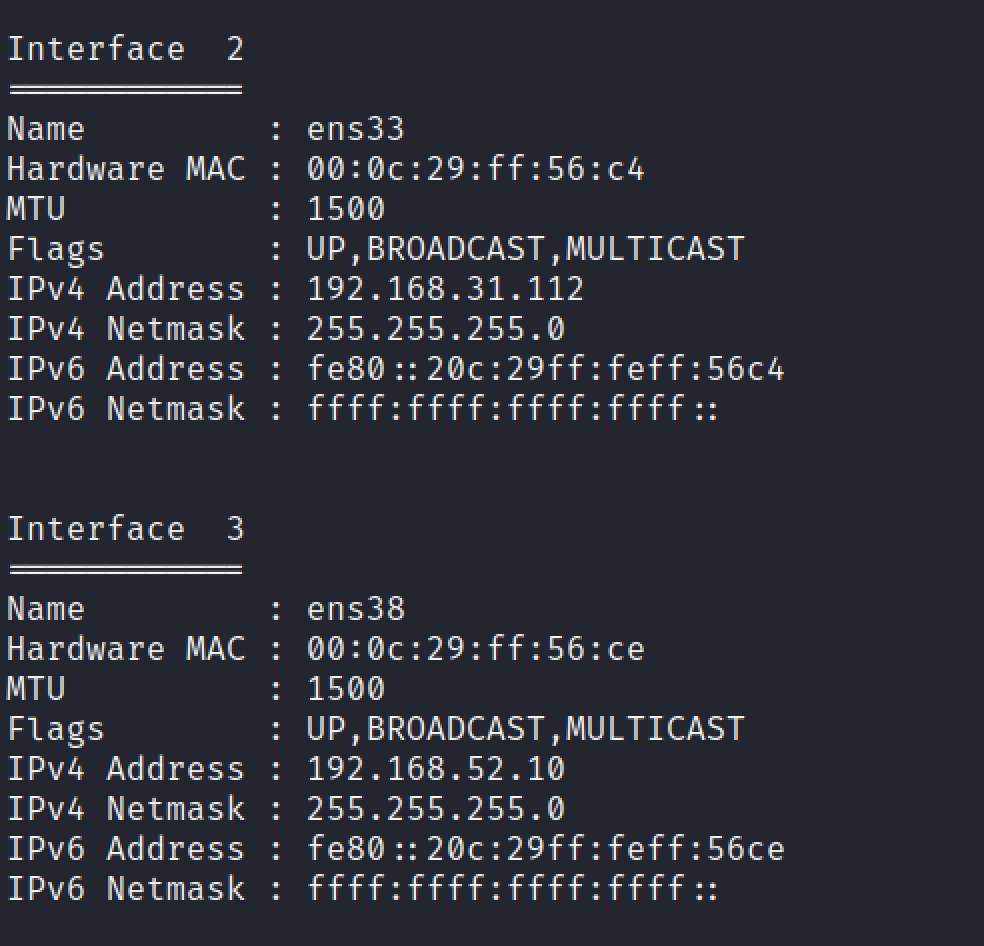 Interface  2
============
Name         : ens33
Hardware MAC : 00:0c:29:ff:56:c4
MTU          : 1500
Flags        : UP,BROADCAST,MULTICAST
IPv4 Address : 192.168.31.112
IPv4 Netmask : 255.255.255.0
IPv6 Address : fe80::20c:29ff:feff:56c4
IPv6 Netmask : ffff:ffff:ffff:ffff::
Interface  3
============
Name         : ens38
Hardware MAC : 00:0c:29:ff:56:ce
MTU          : 1500
Flags        : UP,BROADCAST,MULTICAST
IPv4 Address : 192.168.52.10
IPv4 Netmask : 255.255.255.0
IPv6 Address : fe80::20c:29ff:feff:56ce
IPv6 Netmask : ffff:ffff:ffff:ffff::